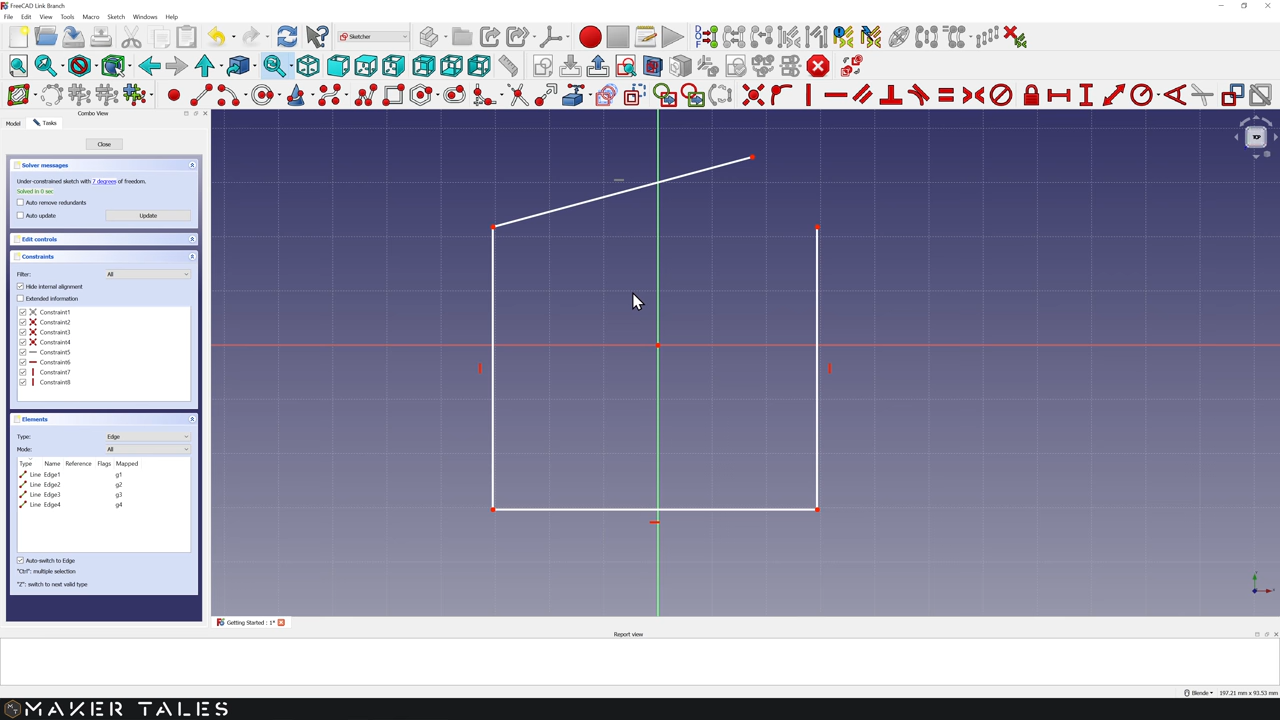 FreeCAD Link Branch
File Edit View Tools Macro Sketch Windows Help
Sketcher
Combo View
Model Tasks
Close
Solver messages
Under-constrained sketch with 7 degrees of freedom.
Solved in 0 sec
Auto remove redundants
Auto update Update
Edit controls
Constraints
Filter: All
Hide internal alignment
Extended information
Constraint1
Constraint2
Constraint3
Constraint4
Constraint5
Constraint6
Constraint7
Constraint8
Elements
Type: Edge
Mode: All
Type Name Reference Flags Mapped
Line Edge1 g1
Line Edge2 g2
Line Edge3 g3
Line Edge4 g4
Auto-switch to Edge
"Ctrl": multiple selection
"Z": switch to next valid type
TOP
Getting Started : 1*
Report view
Blende 197.21 mm x 93.53 mm
MAKER TALES